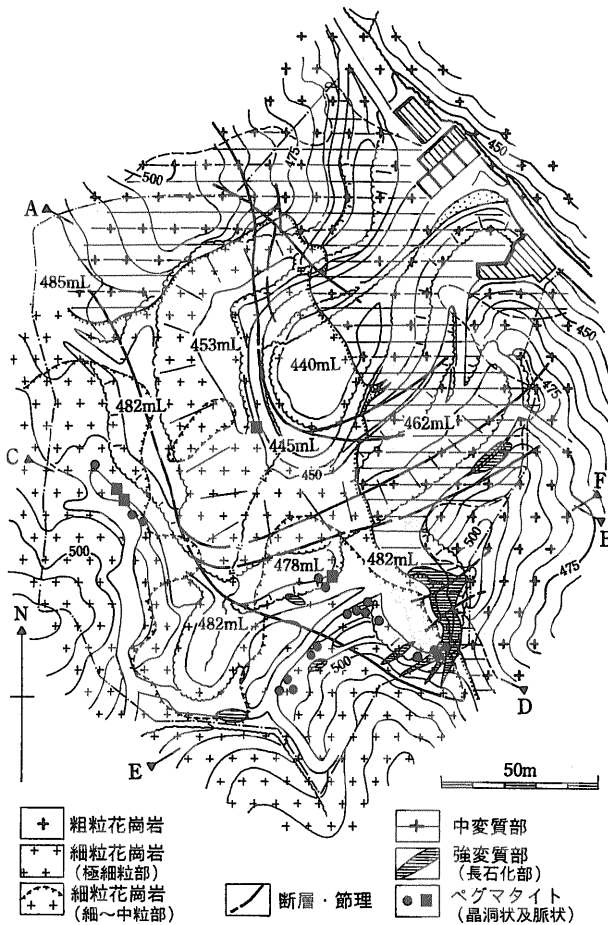 475
450
500
A
485mL
453mL
440mL
450
482mL
445mL
462mL
475
450
C
F
B
500
500
478mL
482mL
475
N
482mL
500
D
E
50m
粗粒花崗岩
細粒花崗岩
(極細粒部)
細粒花崗岩
(細~中粒部)
断層・節理
中変質部
強変質部
(長石化部)
ペグマタイト
(晶洞状及脈状)